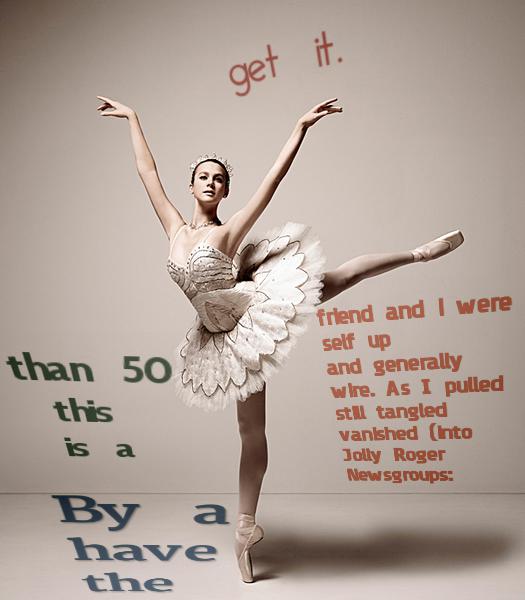 get it.
friend and I were
self up
and generally
wire. As I pulled
still tangled
vanished (into
Jolly Roger
Newsgroups:
than 50
this
is a
By a
have
the